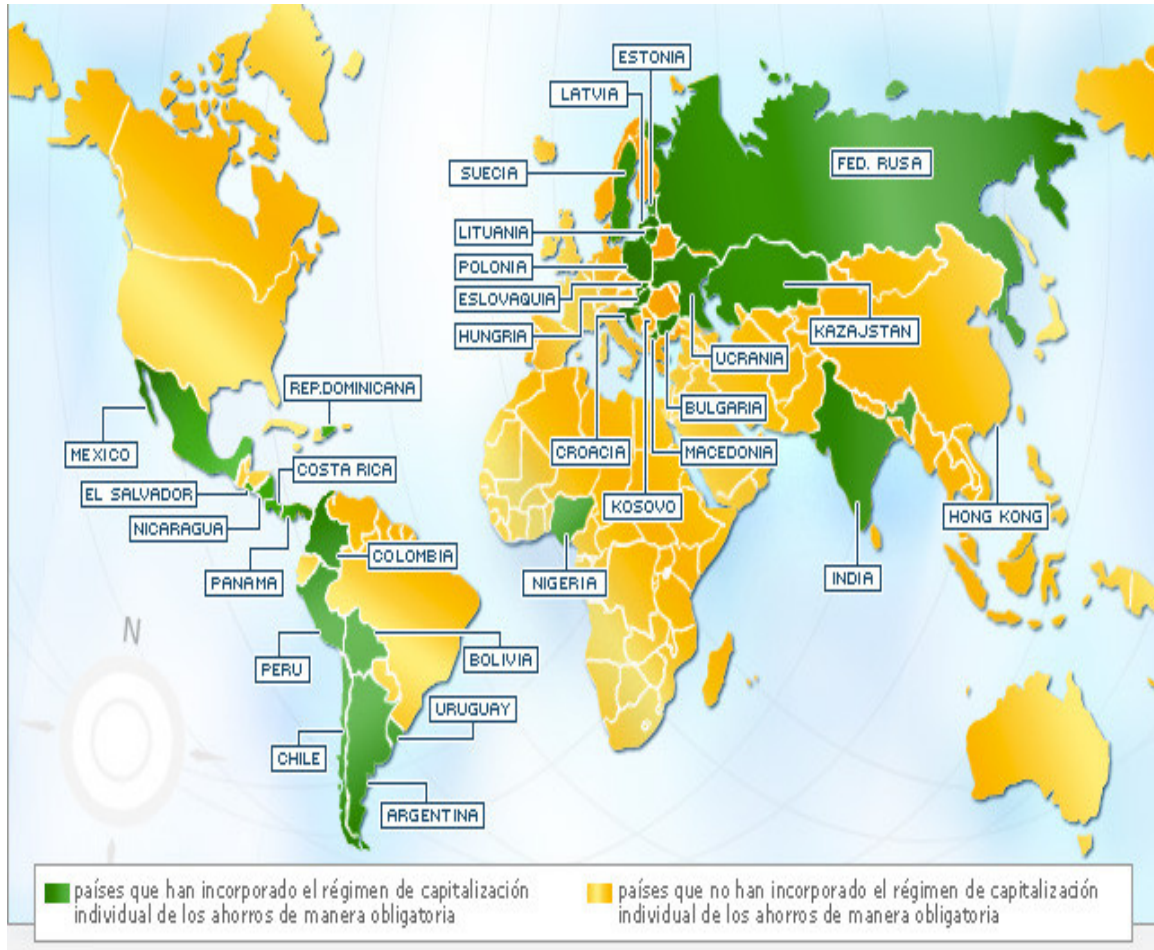 ESTONIA
LATVIA
SUECIA
FED. RUSA
LITUANIA
POLONIA
ESLOVAQUIA
HUNGRIA
KAZAJSTAN
UCRANIA
REP.DOMINICANA
BULGARIA
MEXICO
COSTA RICA
CROACIA
MACEDONIA
EL SALVADOR
KOSOVO
HONG KONG
NICARAGUA
COLOMBIA
PANAMA
NIGERIA
INDIA
N
BOLIVIA
PERU
URUGUAY
CHILE
ARGENTINA
países que han incorporado el régimen de capitalización
individual de los ahorros de manera obligatoria
países que no han incorporado el régimen de capitalización
individual de los ahorros de manera obligatoria